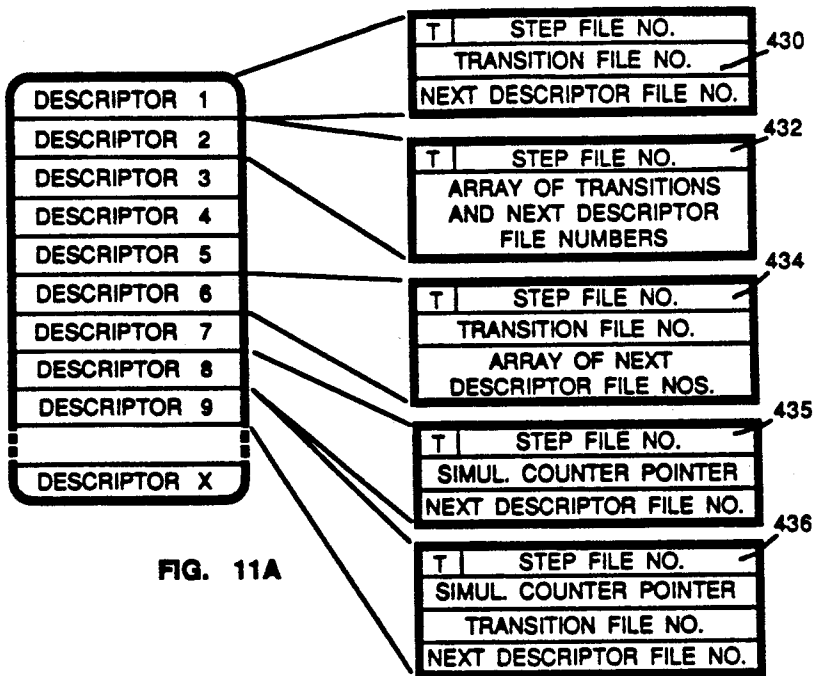 DESCRIPTOR 1
DESCRIPTOR 2
DESCRIPTOR 3
DESCRIPTOR 4
DESCRIPTOR 5
DESCRIPTOR 6
DESCRIPTOR 7
DESCRIPTOR 8
DESCRIPTOR 9
DESCRIPTOR X
FIG. 11A
T STEP FILE NO.
TRANSITION FILE NO.
NEXT DESCRIPTOR FILE NO.
430
T STEP FILE NO.
ARRAY OF TRANSITIONS
AND NEXT DESCRIPTOR
FILE NUMBERS
432
T STEP FILE NO.
TRANSITION FILE NO.
ARRAY OF NEXT
DESCRIPTOR FILE NOS.
434
T STEP FILE NO.
SIMUL. COUNTER POINTER
NEXT DESCRIPTOR FILE NO.
435
T STEP FILE NO.
SIMUL. COUNTER POINTER
TRANSITION FILE NO.
NEXT DESCRIPTOR FILE NO.
436